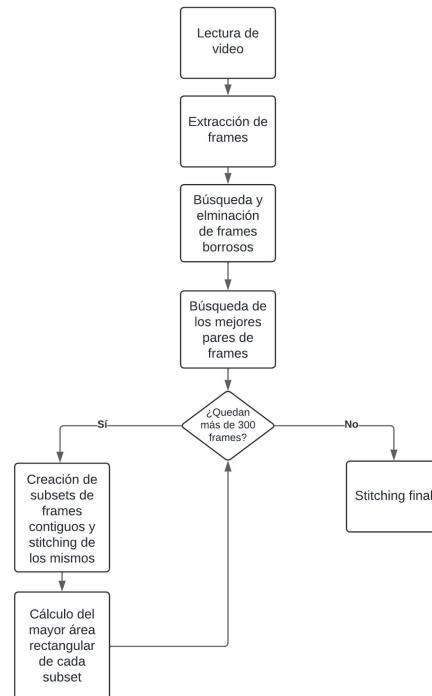 Lectura de
video
Extracción de
frames
Búsqueda y
elminación
de frames
borrosos
Búsqueda de
los mejores
pares de
frames
¿Quedan
más de 300
frames?
Sí
No
Creación de
subsets de
frames
contiguos y
stitching de
los mismos
Stitching final
Cálculo del
mayor área
rectangular
de cada
subset